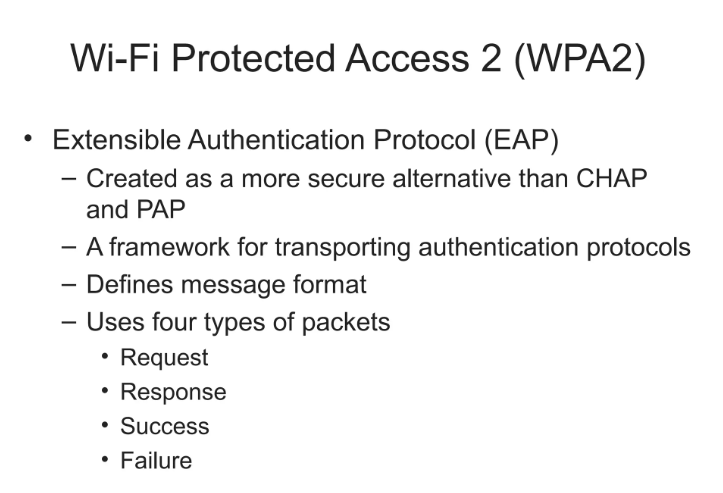 Wi-Fi Protected Access 2 (WPA2)
• Extensible Authentication Protocol (EAP)
– Created as a more secure alternative than CHAP
and PAP
– A framework for transporting authentication protocols
– Defines message format
– Uses four types of packets
• Request
• Response
• Success
• Failure